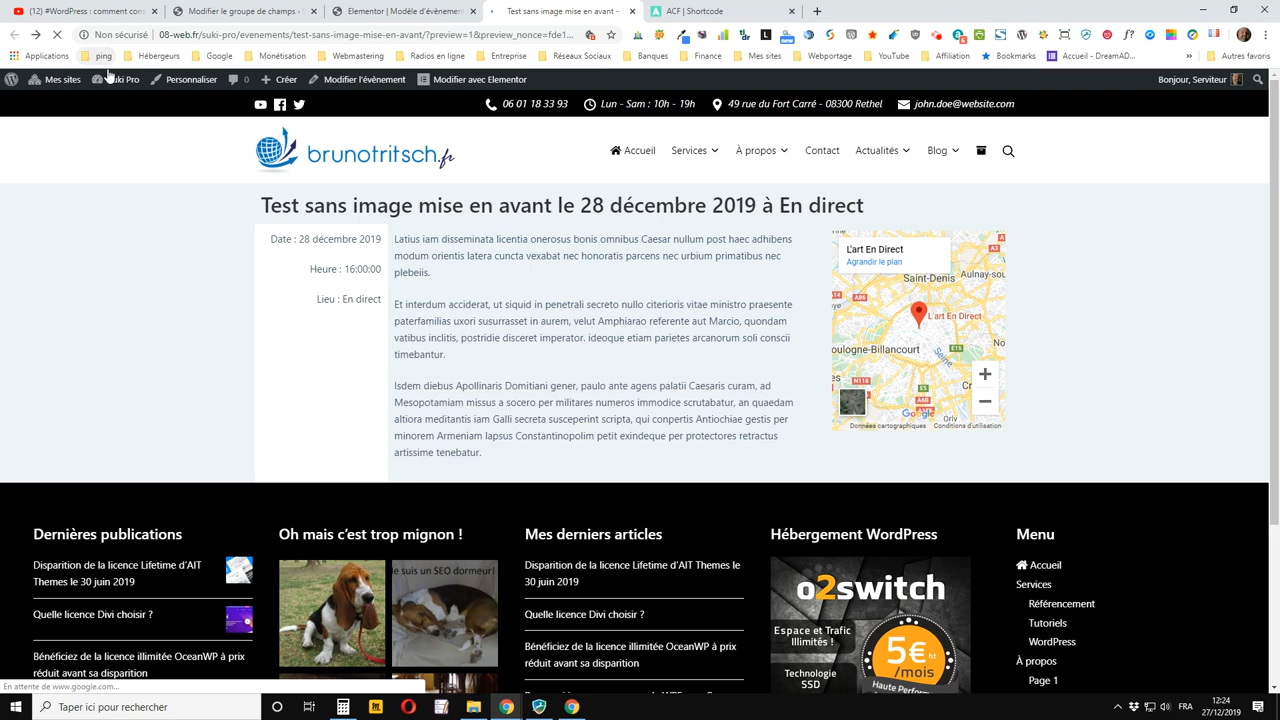 (12) #WordPress : comment cons
Modifier le groupe de champs ‹ S
Elementor | Modèle d'évènement
Test sans image mise en avant –
ACF | Shortcode
Non sécurisé
08-web.fr/suki-pro/evenements/test-sans-image-mise-en-avant/?preview=1&preview_nonce=fde1...
Applications
ping
Hébergeurs
Google
Monétisation
Webmastering
Radios en ligne
Entreprise
Réseaux Sociaux
Banques
Finance
Mes sites
Webportage
YouTube
Affiliation
Bookmarks
Accueil - DreamAD...
»
Autres favoris
Mes sites
Suki Pro
Personnaliser
0
Créer
Modifier l'évènement
Modifier avec Elementor
Bonjour, Serviteur
06 01 18 33 93
Lun - Sam : 10h - 19h
49 rue du Fort Carré - 08300 Rethel
john.doe@website.com
brunotritsch.fr
Accueil
Services
À propos
Contact
Actualités
Blog
Test sans image mise en avant le 28 décembre 2019 à En direct
Date : 28 décembre 2019
Heure : 16:00:00
Lieu : En direct
Latius iam disseminata licentia onerosus bonis omnibus Caesar nullum post haec adhibens
modum orientis latera cuncta vexabat nec honoratis parcens nec urbium primatibus nec
plebeiis.
Et interdum acciderat, ut siquid in penetrali secreto nullo citerioris vitae ministro praesente
paterfamilias uxori susurrasset in aurem, velut Amphiarao referente aut Marcio, quondam
vatibus inclitis, postridie disceret imperator. ideoque etiam parietes arcanorum soli conscii
timebantur.
Isdem diebus Apollinaris Domitiani gener, paulo ante agens palatii Caesaris curam, ad
Mesopotamiam missus a socero per militares numeros immodice scrutabatur, an quaedam
altiora meditantis iam Galli secreta susceperint scripta, qui conpertis Antiochiae gestis per
minorem Armeniam lapsus Constantinopolim petit exindeque per protectores retractus
artissime tenebatur.
L'art En Direct
Agrandir le plan
A3
Saint-Denis
Aulnay-sou
A86
L'art En Direct
E15
No
oulogne-Billancourt
Seine
E5
A6B
Orly
Google
Données cartographiques
Conditions d'utilisation
Dernières publications
Disparition de la licence Lifetime d'AIT
Themes le 30 juin 2019
Quelle licence Divi choisir ?
Bénéficiez de la licence illimitée OceanWP à prix
réduit avant sa disparition
Oh mais c'est trop mignon !
Je suis un SEO dormeur!
Mes derniers articles
Disparition de la licence Lifetime d'AIT Themes le
30 juin 2019
Quelle licence Divi choisir ?
Bénéficiez de la licence illimitée OceanWP à prix
réduit avant sa disparition
Hébergement WordPress
o2switch
Espace et Trafic
Illimités !
Technologie
SSD
5€ ht
/mois
Haute Perform
Menu
Accueil
Services
Référencement
Tutoriels
WordPress
À propos
Page 1
En attente de www.google.com...
Taper ici pour rechercher
FRA
12:24
27/12/2019